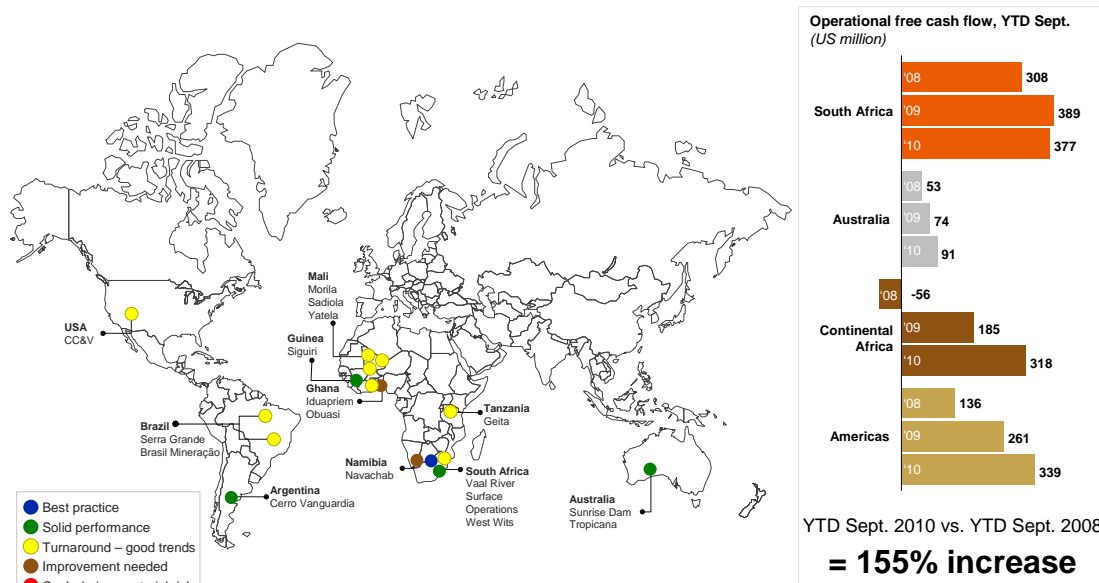 USA
CC&V
Brazil
Serra Grande
Brasil Mineração
Argentina
Cerro Vanguardia
Mali
Morila
Sadiola
Yatela
Guinea
Siguiri
Ghana
Iduapriem
Obuasi
Tanzania
Geita
Namibia
Navachab
South Africa
Vaal River
Surface
Operations
West Wits
Australia
Sunrise Dam
Tropicana
Best practice
Solid performance
Turnaround – good trends
Improvement needed
Operational free cash flow, YTD Sept.
(US million)
South Africa
'08 308
'09 389
'10 377
Australia
'08 53
'09 74
'10 91
Continental
Africa
'08 -56
'09 185
'10 318
Americas
'08 136
'09 261
'10 339
YTD Sept. 2010 vs. YTD Sept. 2008
= 155% increase